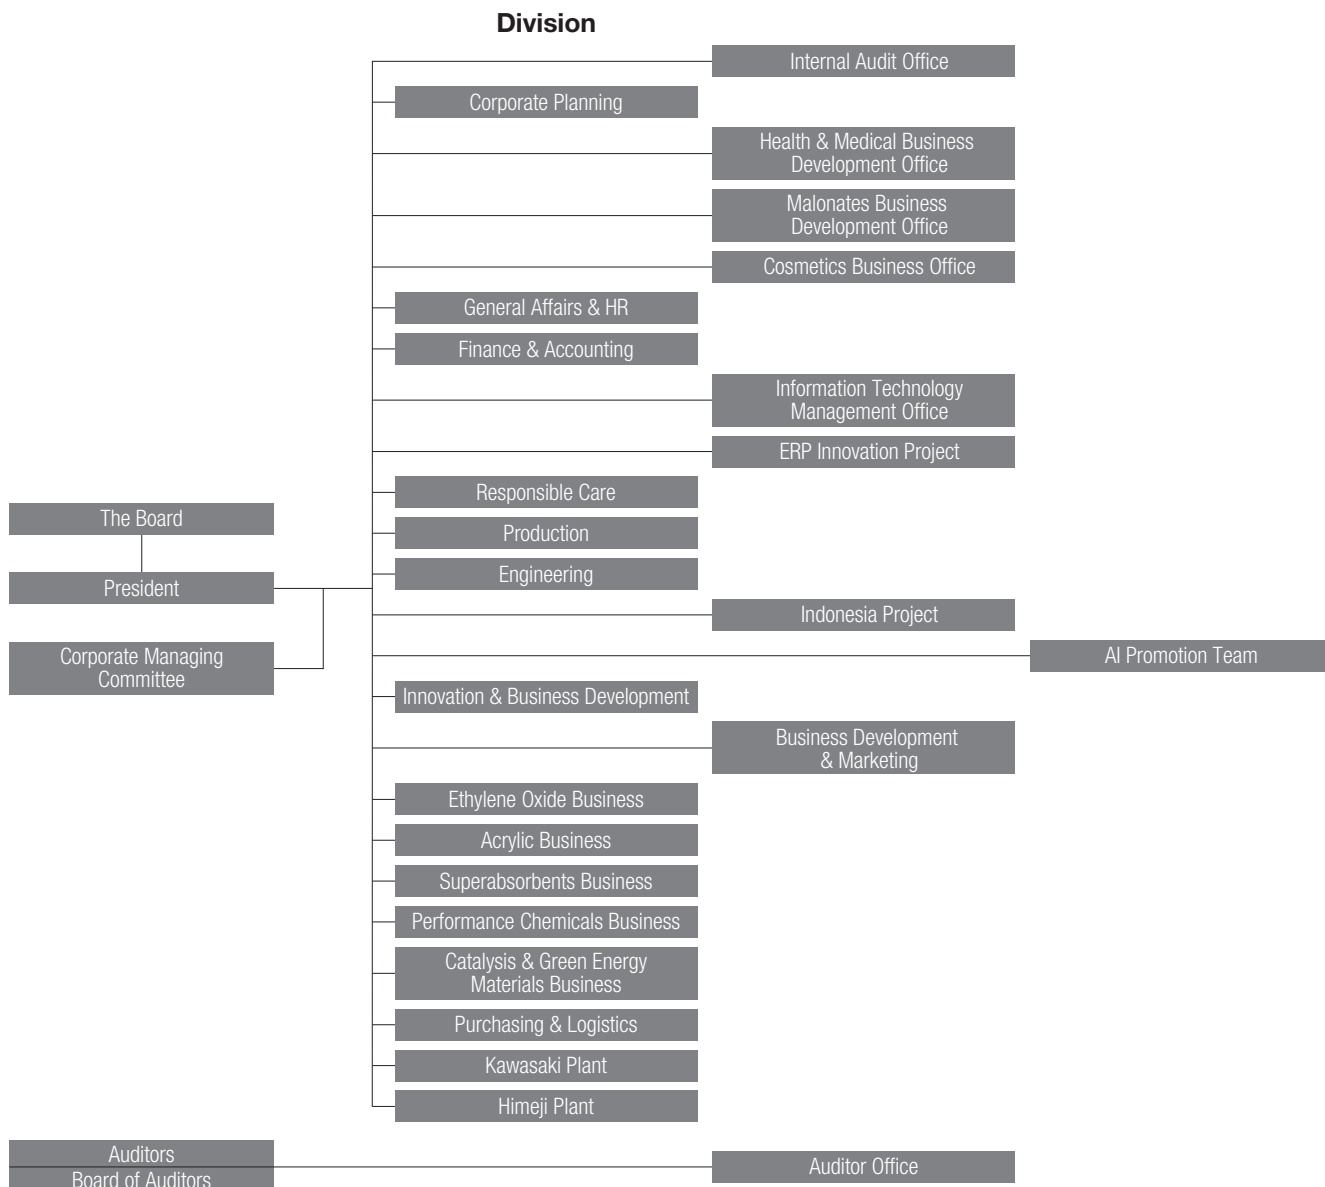 Division
Internal Audit Office
Corporate Planning
Health & Medical Business
Development Office
Malonates Business
Development Office
Cosmetics Business Office
General Affairs & HR
Finance & Accounting
Information Technology
Management Office
ERP Innovation Project
Responsible Care
The Board
Production
Engineering
President
Indonesia Project
Corporate Managing
Committee
AI Promotion Team
Innovation & Business Development
Business Development
& Marketing
Ethylene Oxide Business
Acrylic Business
Superabsorbents Business
Performance Chemicals Business
Catalysis & Green Energy
Materials Business
Purchasing & Logistics
Kawasaki Plant
Himeji Plant
Auditors
Board of Auditors
Auditor Office